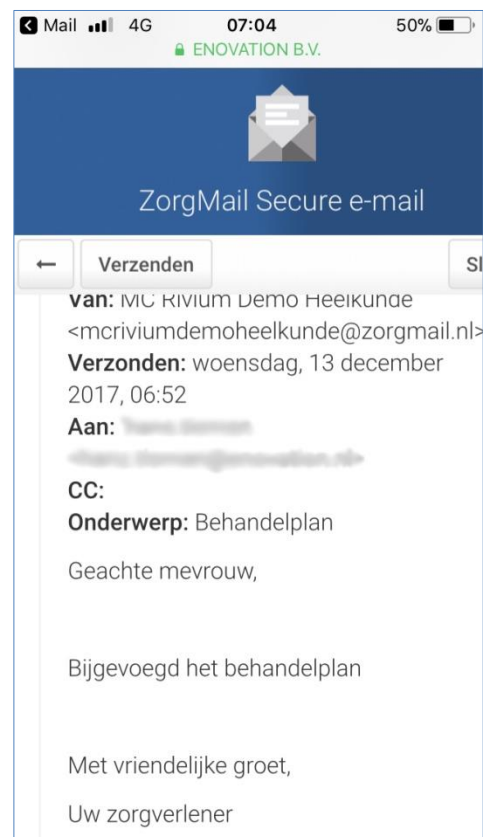 Mail 4G 07:04 50%
ENOVATION B.V.
ZorgMail Secure e-mail
← Verzenden Sl
Van: MC Rivium Demo Heelkunde
<mcriviumdemoheelkunde@zorgmail.nl>
Verzonden: woensdag, 13 december
2017, 06:52
Aan:
CC:
Onderwerp: Behandelplan
Geachte mevrouw,
Bijgevoegd het behandelplan
Met vriendelijke groet,
Uw zorgverlener